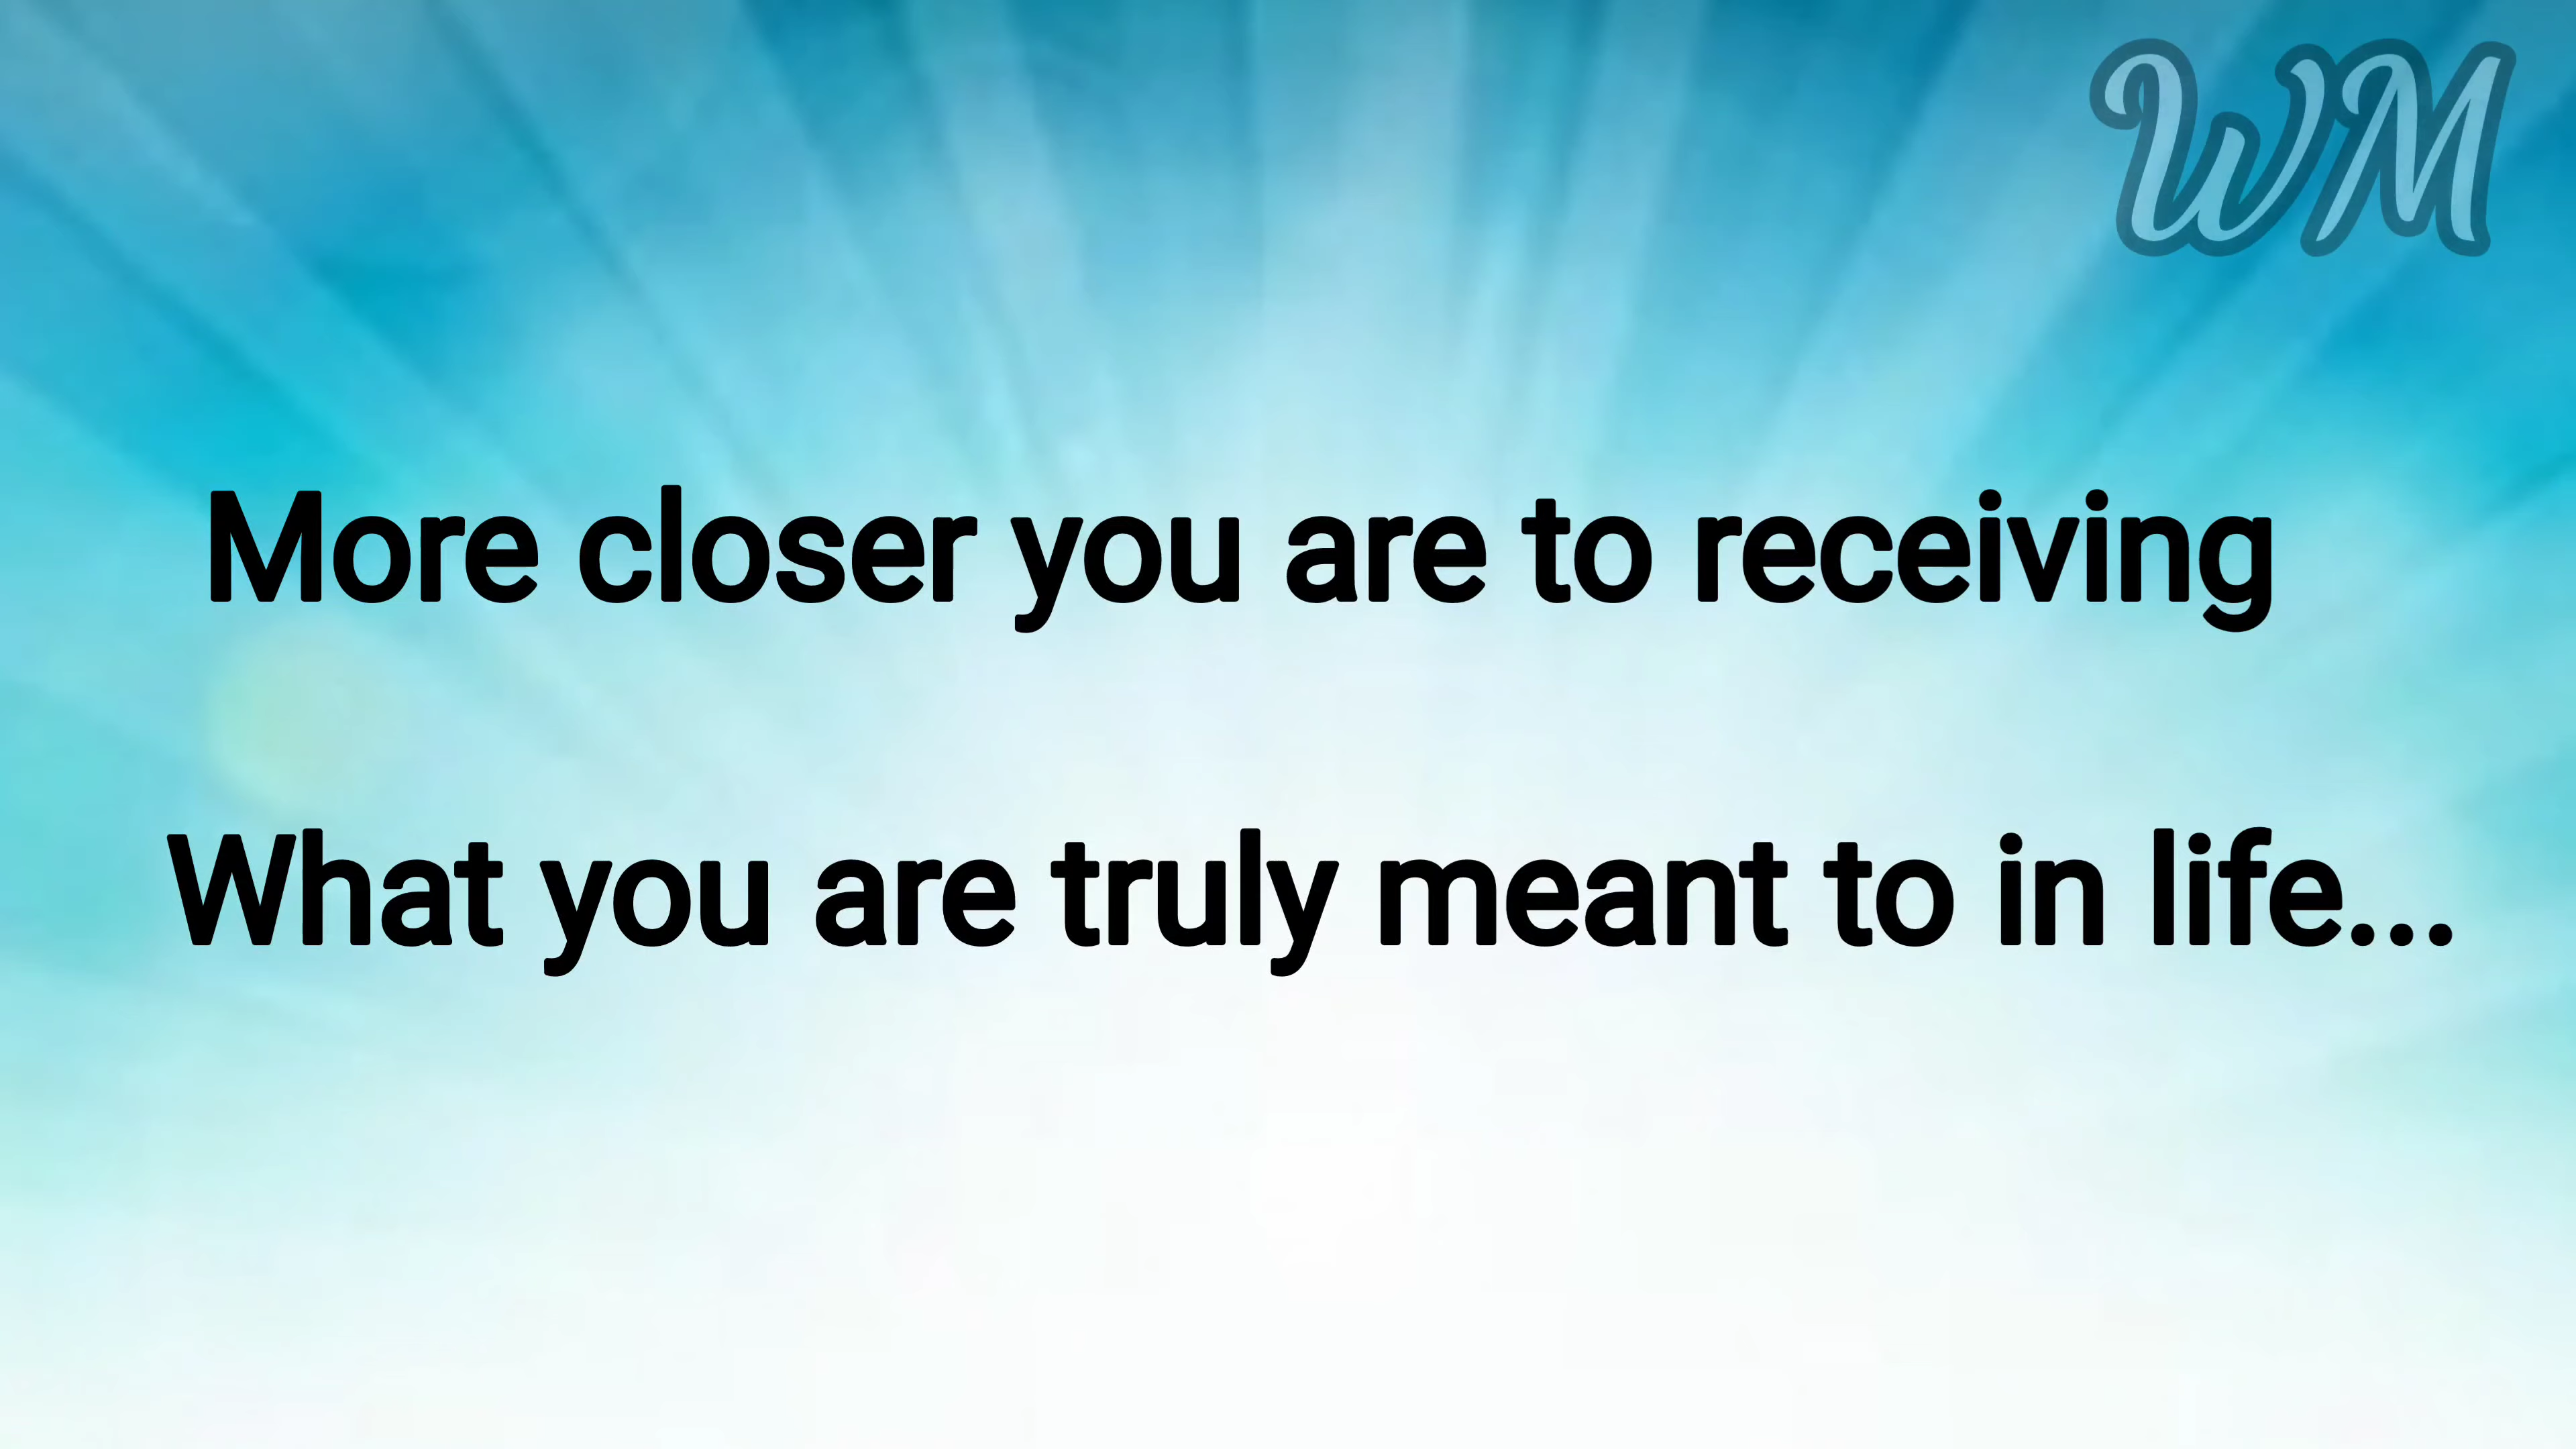 WM
More closer you are to receiving
What you are truly meant to in life...